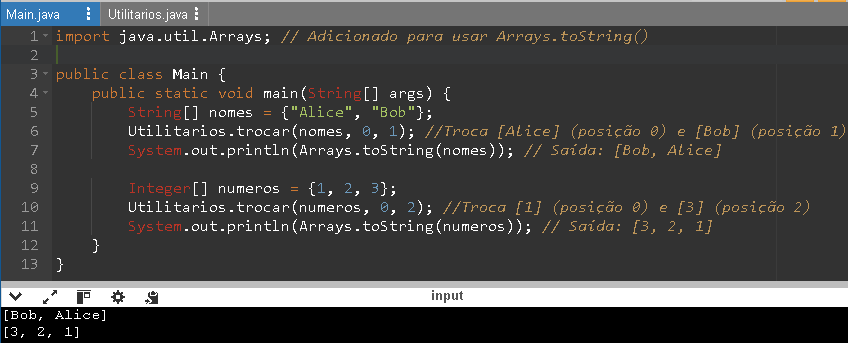 Main.java
Utilitarios.java
1 import java.util.Arrays; // Adicionado para usar Arrays.toString()
2
3 public class Main {
4 public static void main(String[] args) {
5 String[] nomes = {"Alice", "Bob"};
6 Utilitarios.trocar(nomes, 0, 1); //Troca [Alice] (posição 0) e [Bob] (posição 1)
7 System.out.println(Arrays.toString(nomes)); // Saída: [Bob, Alice]
8
9 Integer[] numeros = {1, 2, 3};
10 Utilitarios.trocar(numeros, 0, 2); //Troca [1] (posição 0) e [3] (posição 2)
11 System.out.println(Arrays.toString(numeros)); // Saída: [3, 2, 1]
12 }
13 }
input
[Bob, Alice]
[3, 2, 1]